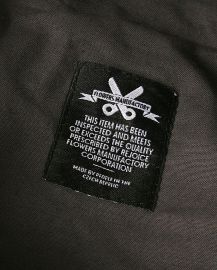 FLOWERS MANUFACTORY
THIS ITEM HAS BEEN
INSPECTED AND MEETS
OR EXCEEDS THE QUALITY
PRESCRIBED BY REJOICE
FLOWERS MANUFACTORY
CORPORATION
MADE BY PEOPLE IN THE
CZECH REPUBLIC